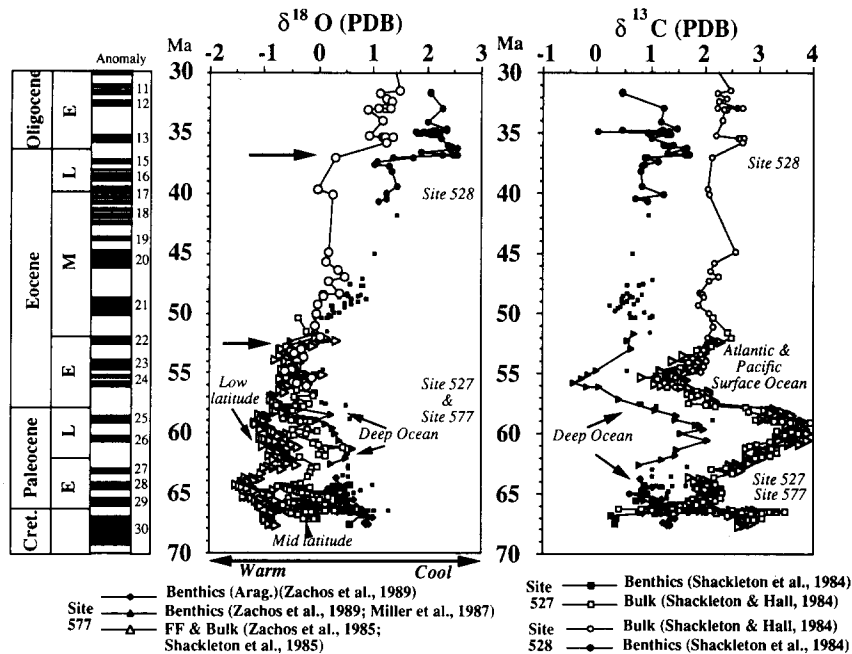 δ¹⁸ O (PDB)
δ ¹³ C (PDB)
Anomaly
Ma
-2 -1 0 1 2 3
Ma
-1 0 1 2 3 4
30
35
40
45
50
55
60
65
70
30
35
40
45
50
55
60
65
70
Oligocene
Eocene
Paleocene
Cret.
E
L
M
E
L
E
11
12
13
15
16
17
18
19
20
21
22
23
24
25
26
27
28
29
30
Site 528
Low
latitude
Site 527
&
Site 577
Deep Ocean
Mid latitude
Warm
Cool
Site 528
Atlantic &
Pacific
Surface Ocean
Deep Ocean
Site 527
Site 577
Site
577
Benthics (Arag.)(Zachos et al., 1989)
Benthics (Zachos et al., 1989; Miller et al., 1987)
FF & Bulk (Zachos et al., 1985;
Shackleton et al., 1985)
Site
527
Benthics (Shackleton et al., 1984)
Bulk (Shackleton & Hall, 1984)
Site
528
Bulk (Shackleton & Hall, 1984)
Benthics (Shackleton et al., 1984)